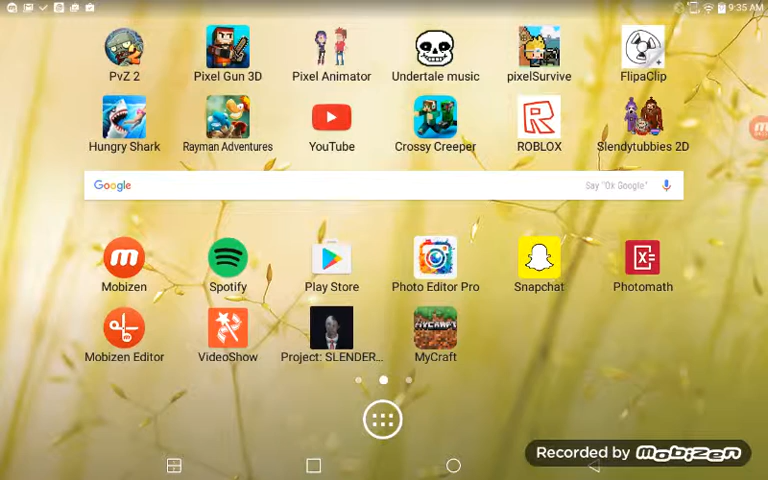 9:35 AM
PvZ 2
Pixel Gun 3D
Pixel Animator
Undertale music
pixelSurvive
FlipaClip
Hungry Shark
Rayman Adventures
YouTube
Crossy Creeper
ROBLOX
Slendytubbies 2D
Google
Say "Ok Google"
Mobizen
Spotify
Play Store
Photo Editor Pro
Snapchat
Photomath
Mobizen Editor
VideoShow
Project: SLENDER...
MYCRAFT
MyCraft
Recorded by Mobizen